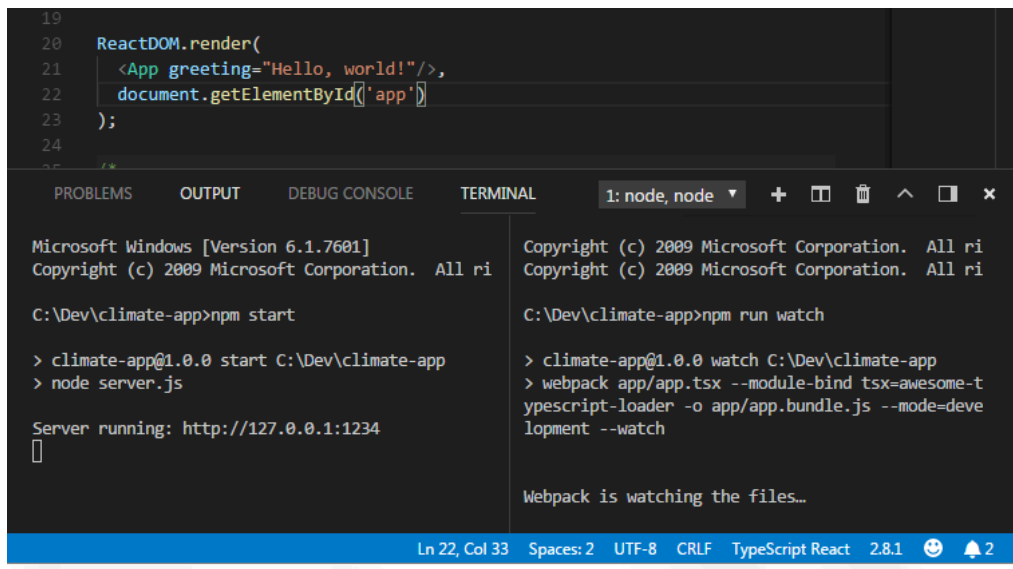 19
20 ReactDOM.render(
21 <App greeting="Hello, world!"/>,
22 document.getElementById('app')
23 );
24
25 /*
PROBLEMS OUTPUT DEBUG CONSOLE TERMINAL 1: node, node
Microsoft Windows [Version 6.1.7601]
Copyright (c) 2009 Microsoft Corporation. All ri
C:\Dev\climate-app>npm start
> climate-app@1.0.0 start C:\Dev\climate-app
> node server.js
Server running: http://127.0.0.1:1234
Copyright (c) 2009 Microsoft Corporation. All ri
Copyright (c) 2009 Microsoft Corporation. All ri
C:\Dev\climate-app>npm run watch
> climate-app@1.0.0 watch C:\Dev\climate-app
> webpack app/app.tsx --module-bind tsx=awesome-t
ypescript-loader -o app/app.bundle.js --mode=deve
lopment --watch
Webpack is watching the files…
Ln 22, Col 33 Spaces: 2 UTF-8 CRLF TypeScript React 2.8.1 2